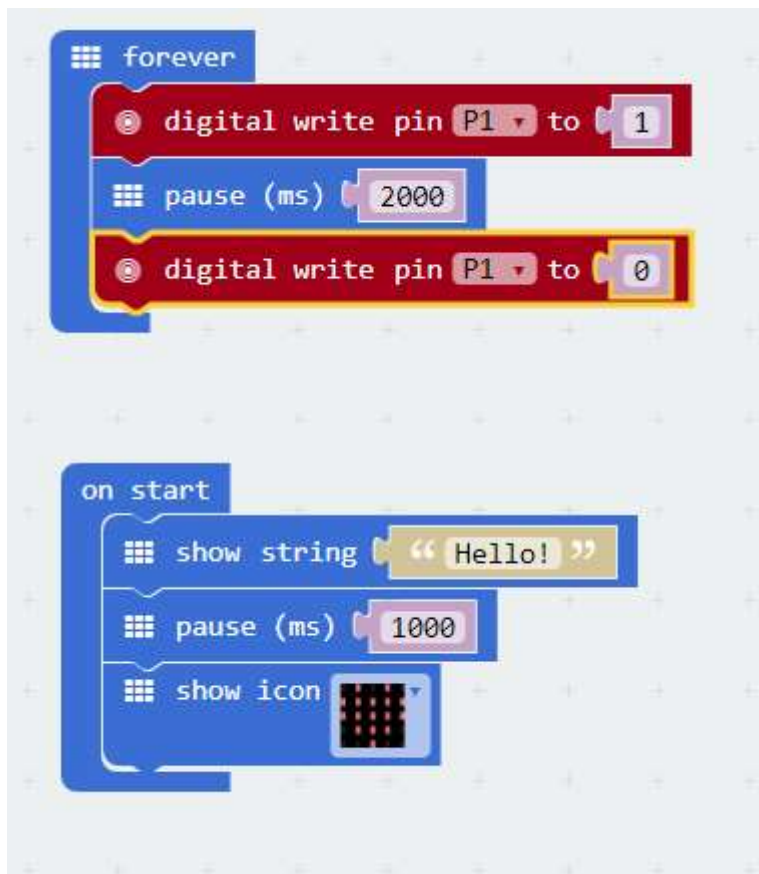 forever
digital write pin P1 to 1
pause (ms) 2000
digital write pin P1 to 0
on start
show string “ Hello! ”
pause (ms) 1000
show icon